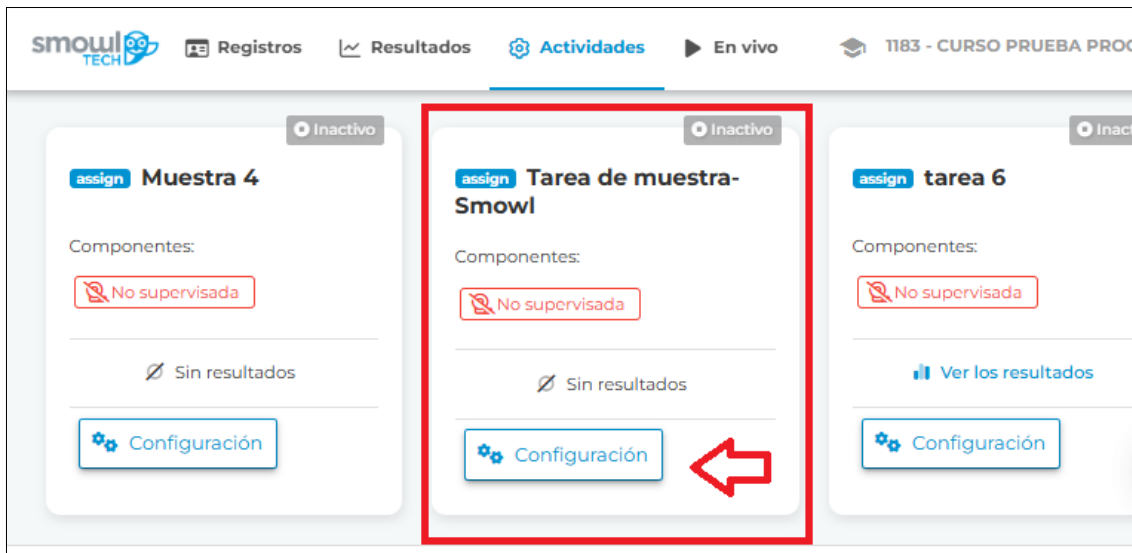 smowl TECH
Registros
Resultados
Actividades
En vivo
1183 - CURSO PRUEBA
Inactivo
assign Muestra 4
Componentes:
No supervisada
Sin resultados
Configuración
Inactivo
assign Tarea de muestra-
Smowl
Componentes:
No supervisada
Sin resultados
Configuración
assign tarea 6
Componentes:
No supervisada
Ver los resultados
Configuración